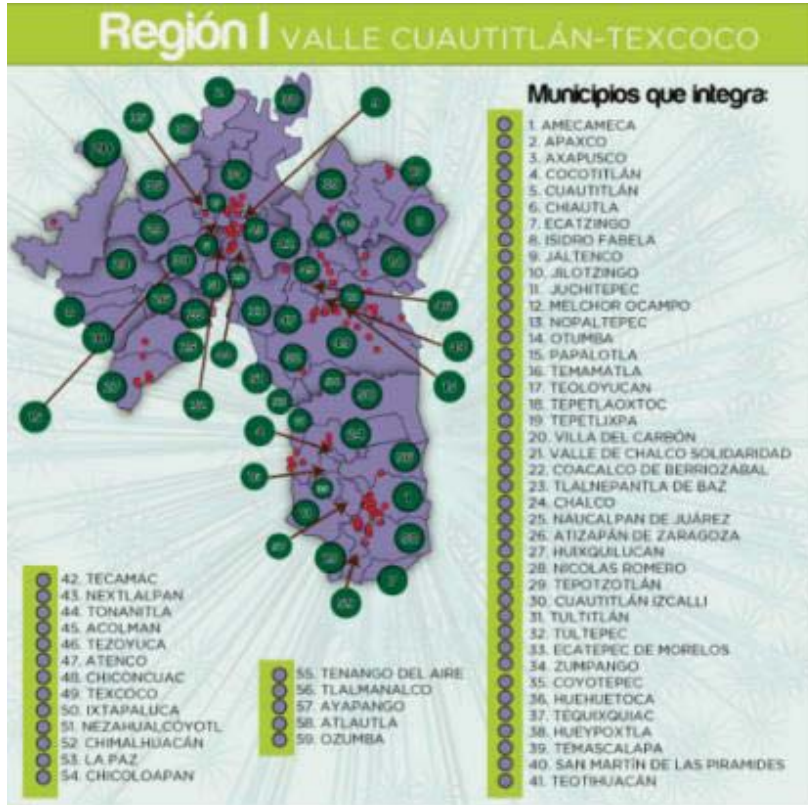 Región I VALLE CUAUTITLÁN-TEXCOCO
Municipios que integra:
1. AMECAMECA
2. APAXCO
3. AXAPUSCO
4. COCOTITLÁN
5. CUAUTITLÁN
6. CHIAUTLA
7. ECATZINGO
8. ISIDRO FABELA
9. JALTENCO
10. JILOTZINGO
11. JUCHITEPEC
12. MELCHOR OCAMPO
13. NOPALTEPEC
14. OTUMBA
15. PAPALOTLA
16. TEMAMATLA
17. TEOLOYUCAN
18. TEPETLAOXTOC
19. TEPETLIXPA
20. VILLA DEL CARBÓN
21. VALLE DE CHALCO SOLIDARIDAD
22. COACALCO DE BERRIOZABAL
23. TLALNEPANTLA DE BAZ
24. CHALCO
25. NAUCALPAN DE JUÁREZ
26. ATIZAPÁN DE ZARAGOZA
27. HUIXQUILUCAN
28. NICOLAS ROMERO
29. TEPOTZOTLÁN
30. CUAUTITLÁN IZCALLI
31. TULTITLÁN
32. TULTEPEC
33. ECATEPEC DE MORELOS
34. ZUMPANGO
35. COYOTEPEC
36. HUEHUETOCA
37. TEQUIXQUIAC
38. HUEYPOXTLA
39. TEMASCALAPA
40. SAN MARTÍN DE LAS PIRAMIDES
41. TEOTIHUACÁN
42. TECAMAC
43. NEXTLALPAN
44. TONANITLA
45. ACOLMAN
46. TEZOYUCA
47. ATENCO
48. CHICONCUAC
49. TEXCOCO
50. IXTAPALUCA
51. NEZAHUALCÓYOTL
52. CHIMALHUACÁN
53. LA PAZ
54. CHICOLOAPAN
55. TENANGO DEL AIRE
56. TLALMANALCO
57. AYAPANGO
58. ATLAUTLA
59. OZUMBA